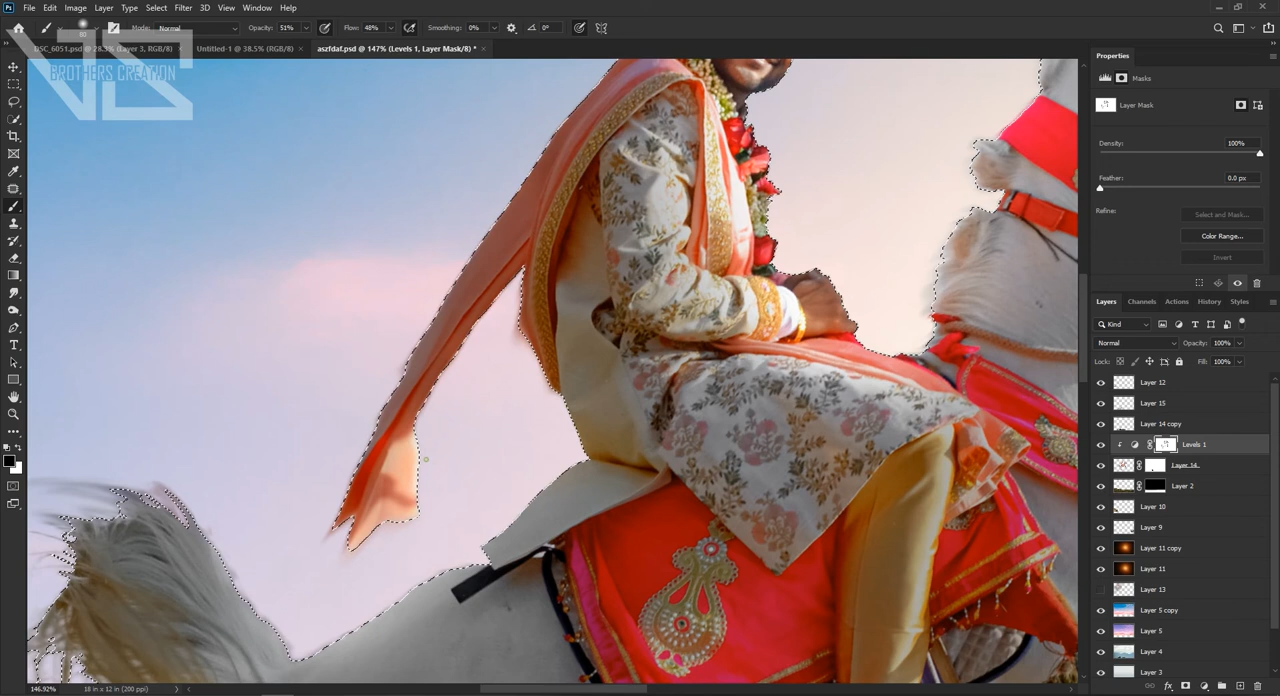 Ps File Edit Image Layer Type Select Filter 3D View Window Help
60 Mode: Normal Opacity: 51% Flow: 48% Smoothing: 0% 0°
DSC_6051.psd @ 28.3% (Layer 3, RGB/8) × Untitled-1 @ 38.5% (RGB/8) × aszfdaf.psd @ 147% (Levels 1, Layer Mask/8) * ×
BROTHERS CREATION
Properties
Masks
Layer Mask
Density: 100%
Feather: 0.0 px
Refine: Select and Mask...
Color Range...
Invert
Layers Channels Actions History Styles
Kind
Normal Opacity: 100%
Lock: Fill: 100%
Layer 12
Layer 15
Layer 14 copy
Levels 1
Layer 14
Layer 2
Layer 10
Layer 9
Layer 11 copy
Layer 11
Layer 13
Layer 5 copy
Layer 5
Layer 4
Layer 3
146.92% 18 in x 12 in (200 ppi)